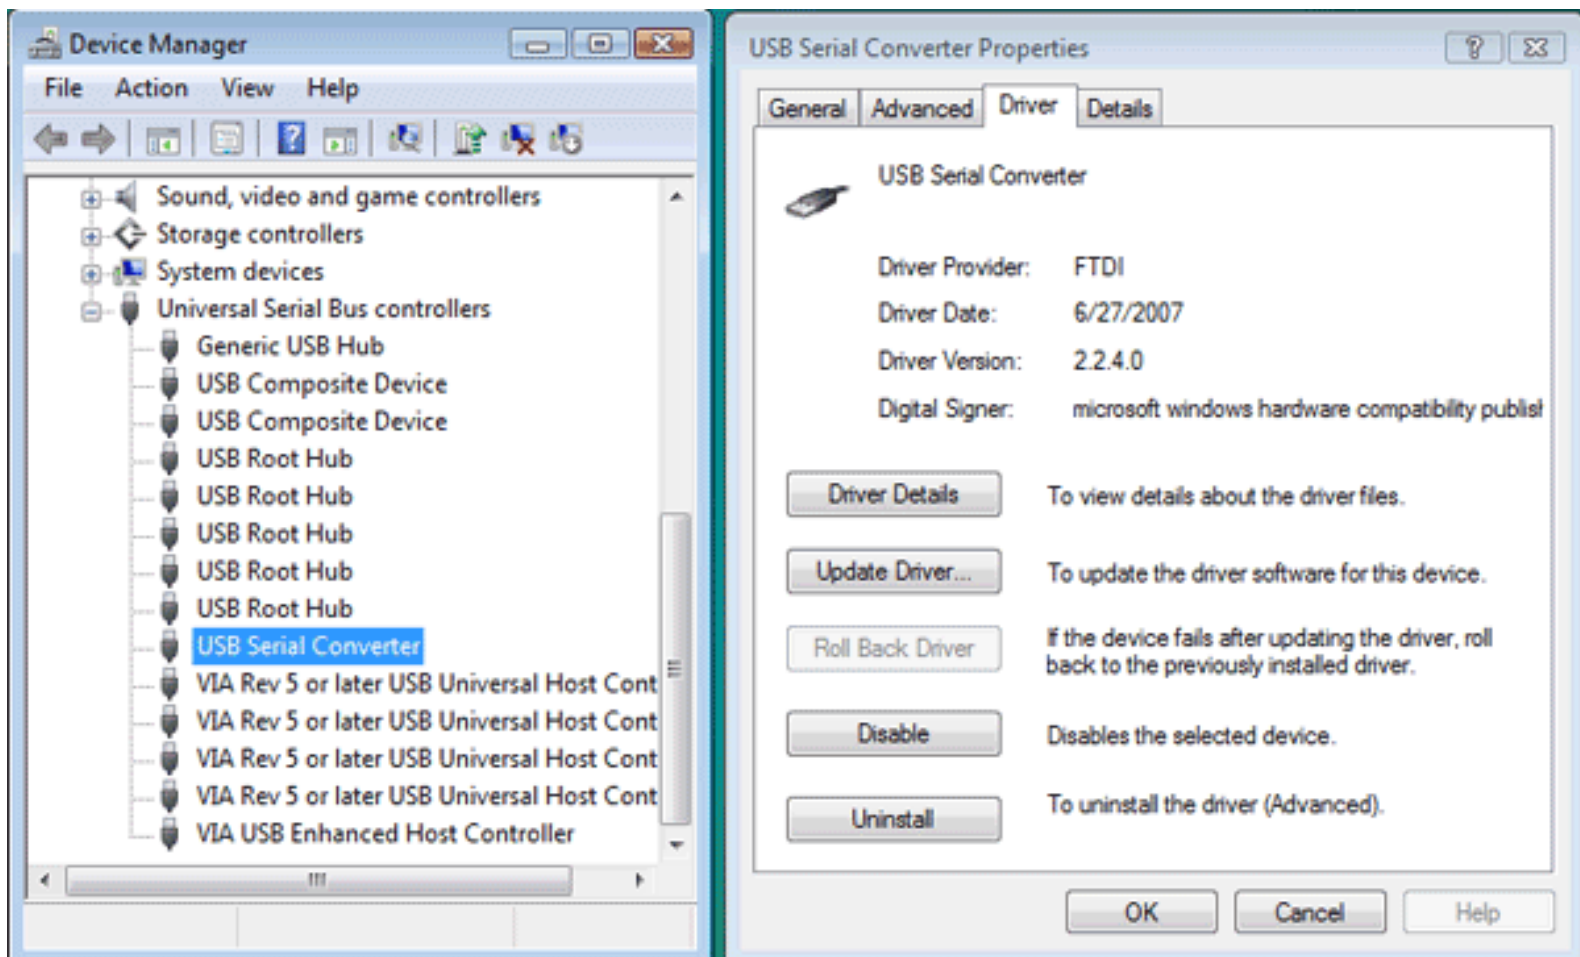 Device Manager
File Action View Help
Sound, video and game controllers
Storage controllers
System devices
Universal Serial Bus controllers
Generic USB Hub
USB Composite Device
USB Composite Device
USB Root Hub
USB Root Hub
USB Root Hub
USB Root Hub
USB Root Hub
USB Serial Converter
VIA Rev 5 or later USB Universal Host Cont
VIA Rev 5 or later USB Universal Host Cont
VIA Rev 5 or later USB Universal Host Cont
VIA Rev 5 or later USB Universal Host Cont
VIA USB Enhanced Host Controller
USB Serial Converter Properties
General Advanced Driver Details
USB Serial Converter
Driver Provider: FTDI
Driver Date: 6/27/2007
Driver Version: 2.2.4.0
Digital Signer: microsoft windows hardware compatibility publish
Driver Details To view details about the driver files.
Update Driver... To update the driver software for this device.
Roll Back Driver If the device fails after updating the driver, roll
back to the previously installed driver.
Disable Disables the selected device.
Uninstall To uninstall the driver (Advanced).
OK Cancel Help